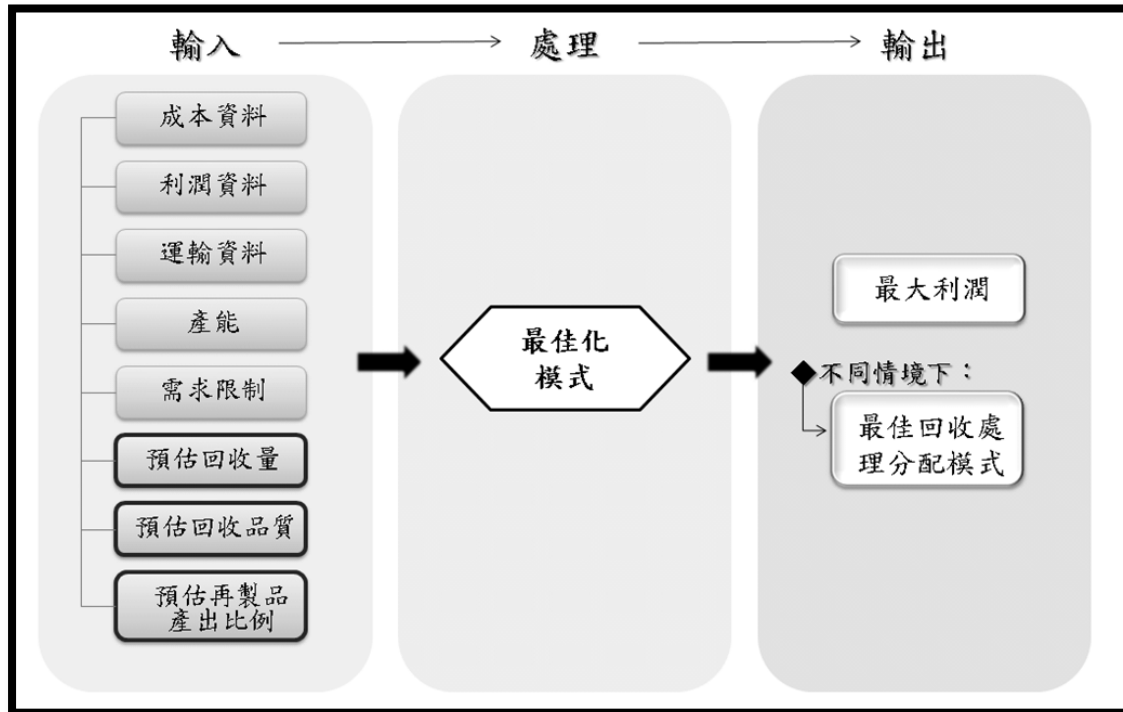 輸入
處理
輸出
成本資料
利潤資料
運輸資料
產能
需求限制
預估回收量
預估回收品質
預估再製品
產出比例
最佳化
模式
最大利潤
◆不同情境下：
最佳回收處
理分配模式